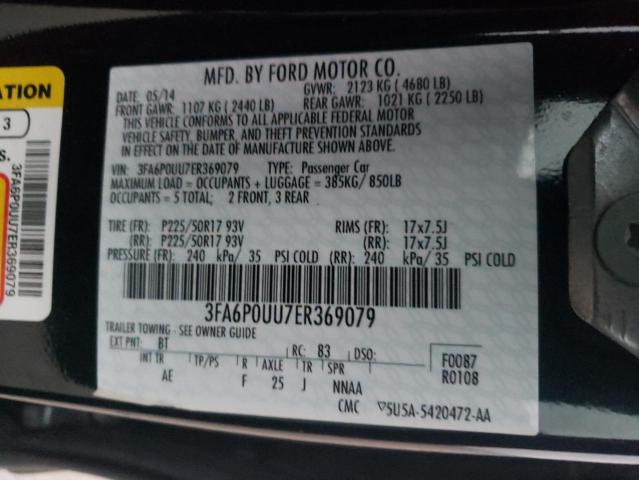 MFD. BY FORD MOTOR CO.
DATE: 05/14 GVWR: 2123 KG ( 4680 LB)
FRONT GAWR: 1107 KG ( 2440 LB) REAR GAWR: 1021 KG ( 2250 LB)
THIS VEHICLE CONFORMS TO ALL APPLICABLE FEDERAL MOTOR
VEHICLE SAFETY, BUMPER, AND THEFT PREVENTION STANDARDS
IN EFFECT ON THE DATE OF MANUFACTURE SHOWN ABOVE.
VIN: 3FA6P0UU7ER369079 TYPE: Passenger Car
MAXIMUM LOAD = OCCUPANTS + LUGGAGE = 385KG/ 850LB
OCCUPANTS = 5 TOTAL; 2 FRONT, 3 REAR
TIRE (FR): P225/50R17 93V RIMS (FR): 17x7.5J
(RR): P225/50R17 93V (RR): 17x7.5J
PRESSURE (FR): 240 kPa/ 35 PSI COLD (RR): 240 kPa/ 35 PSI COLD
3FA6P0UU7ER369079
TRAILER TOWING - SEE OWNER GUIDE
EXT PNT: BT RC: 83 DSO: F0087
INT TR TP/PS R AXLE TR SPR R0108
AE F 25 J NNAA
CMC 5U5A-5420472-AA
ATION
3
S.
3FA6P0UU7ER369079